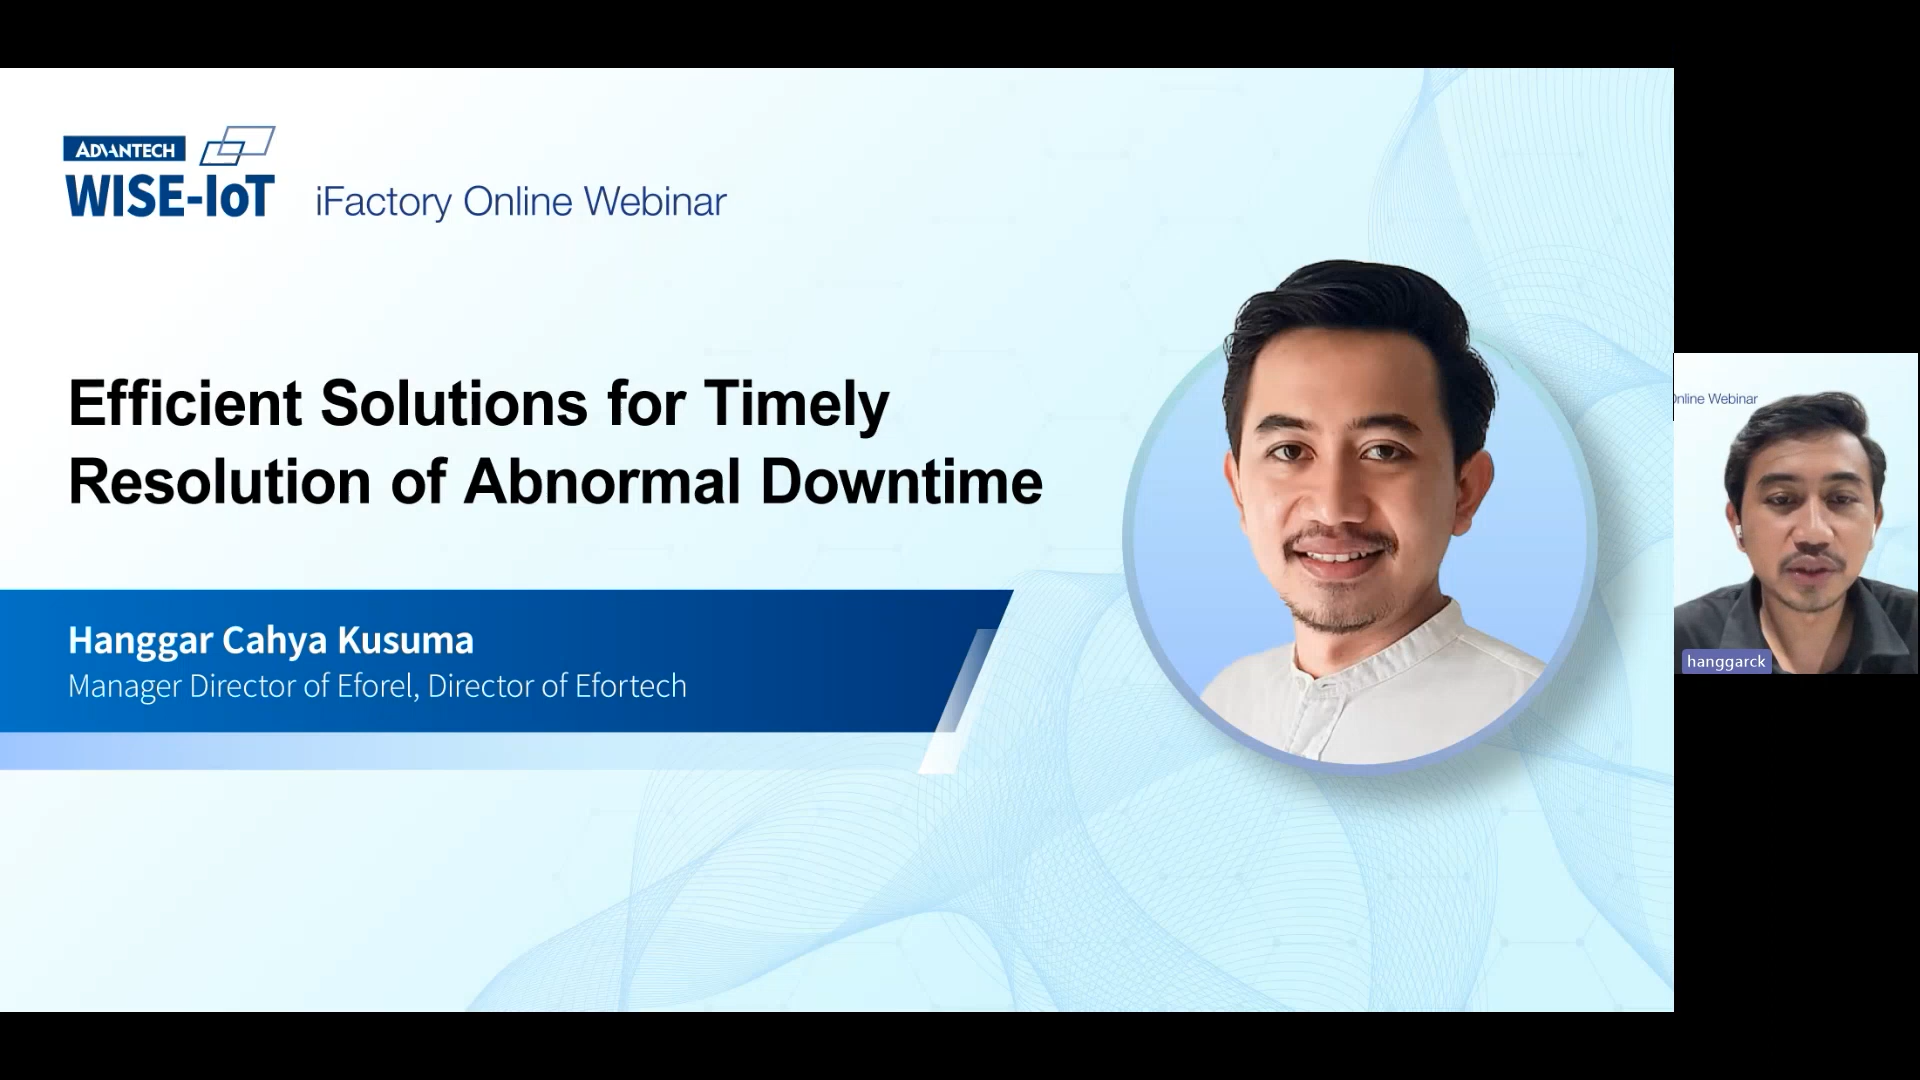 ADVANTECH
WISE-IoT
iFactory Online Webinar
Efficient Solutions for Timely
Resolution of Abnormal Downtime
Hanggar Cahya Kusuma
Manager Director of Eforel, Director of Efortech
Online Webinar
hanggarck